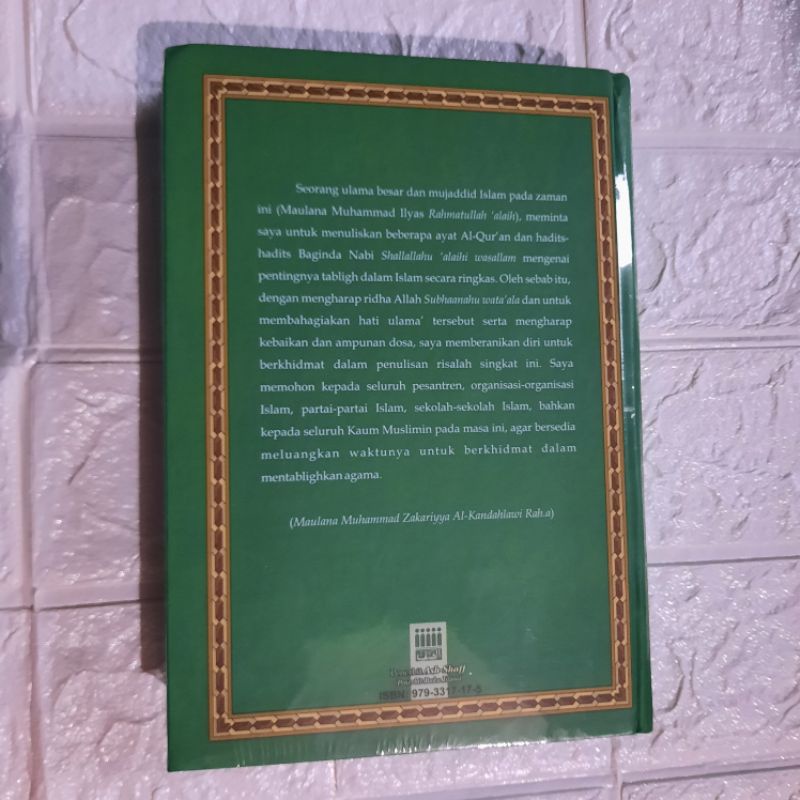 Seorang ulama besar dan mujaddid Islam pada zaman
ini (Maulana Muhammad Ilyas Rahmatullah 'alaih), meminta
saya untuk menuliskan beberapa ayat Al-Qur'an dan hadits-
hadits Baginda Nabi Shallallahu 'alaihi wasallam mengenai
pentingnya tabligh dalam Islam secara ringkas. Oleh sebab itu,
dengan mengharap ridha Allah Subhaanahu wata'ala dan untuk
membahagiakan hati ulama' tersebut serta mengharap
kebaikan dan ampunan dosa, saya memberanikan diri untuk
berkhidmat dalam penulisan risalah singkat ini. Saya
memohon kepada seluruh pesantren, organisasi-organisasi
Islam, partai-partai Islam, sekolah-sekolah Islam, bahkan
kepada seluruh Kaum Muslimin pada masa ini, agar bersedia
meluangkan waktunya untuk berkhidmat dalam
mentablighkan agama.
(Maulana Muhammad Zakariyya Al-Kandahlawi Rah.a)
Penerbit Ash-Shaff
ISBN: 979-3317-17-5